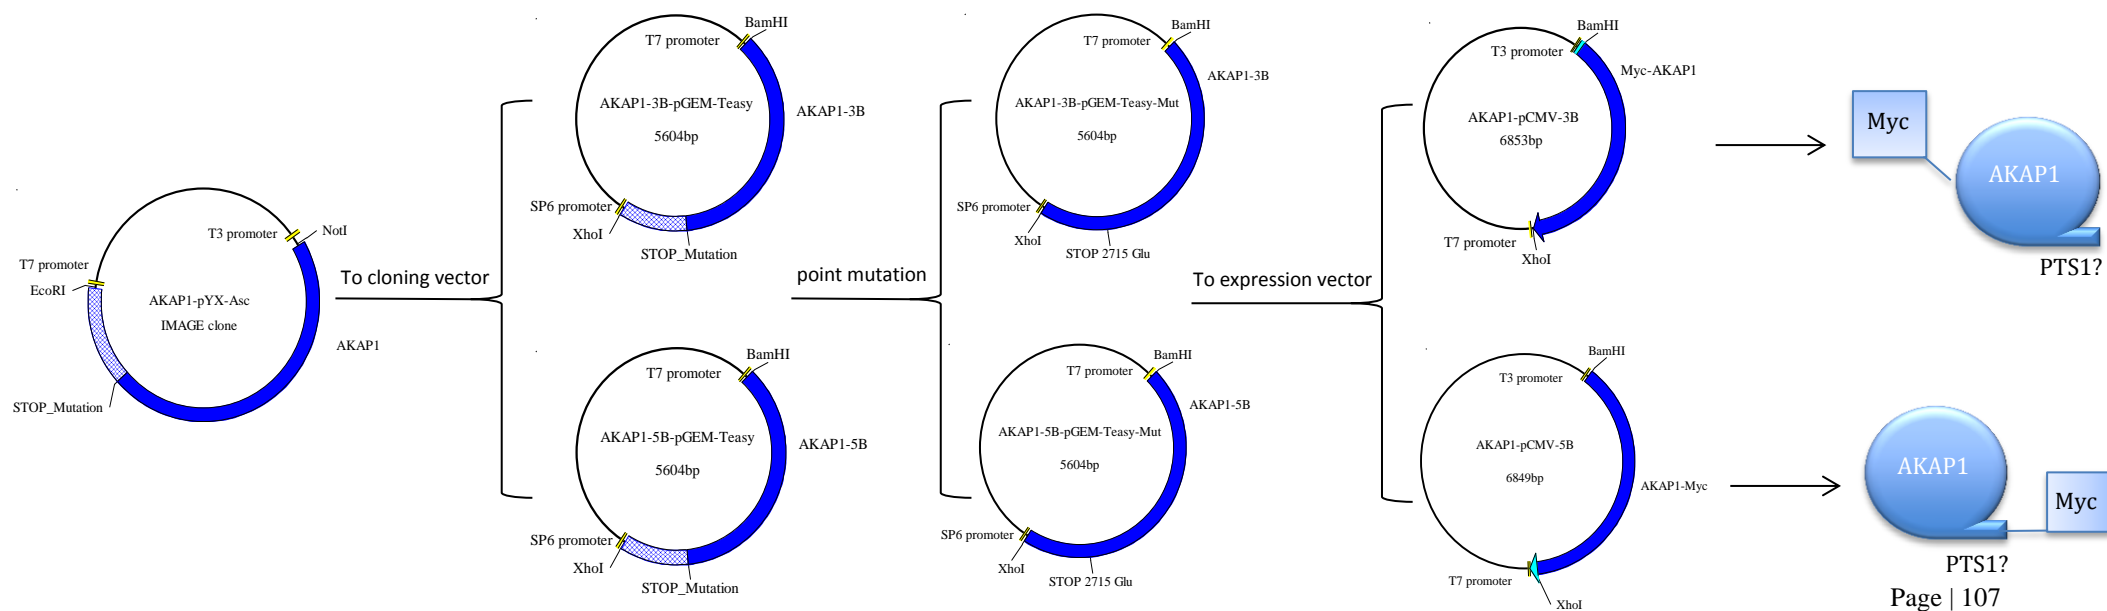 T3 promoter
NotI
T7 promoter
EcoRI
AKAP1-pYX-Asc
IMAGE clone
AKAP1
STOP_Mutation
To cloning vector
BamHI
T7 promoter
AKAP1-3B-pGEM-Teasy
5604bp
AKAP1-3B
SP6 promoter
XhoI
STOP_Mutation
BamHI
T7 promoter
AKAP1-5B-pGEM-Teasy
5604bp
AKAP1-5B
SP6 promoter
XhoI
STOP_Mutation
point mutation
BamHI
T7 promoter
AKAP1-3B
AKAP1-3B-pGEM-Teasy-Mut
5604bp
SP6 promoter
XhoI
STOP 2715 Glu
BamHI
T7 promoter
AKAP1-5B
AKAP1-5B-pGEM-Teasy-Mut
5604bp
SP6 promoter
XhoI
STOP 2715 Glu
To expression vector
BamHI
T3 promoter
Myc-AKAP1
AKAP1-pCMV-3B
6853bp
T7 promoter
XhoI
BamHI
T3 promoter
AKAP1-pCMV-5B
6849bp
AKAP1-Myc
T7 promoter
XhoI
Myc
AKAP1
PTS1?
AKAP1
Myc
PTS1?
Page | 107